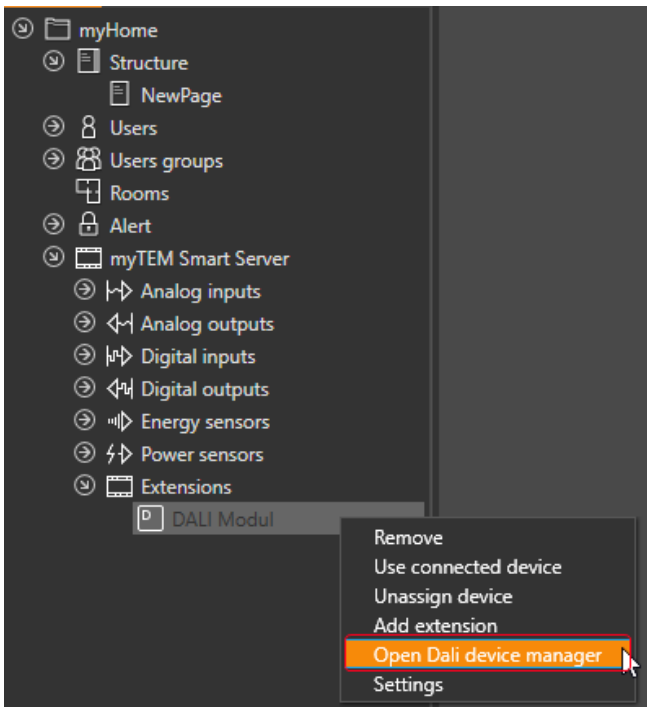 myHome
Structure
NewPage
Users
Users groups
Rooms
Alert
myTEM Smart Server
Analog inputs
Analog outputs
Digital inputs
Digital outputs
Energy sensors
Power sensors
Extensions
D DALI Modul
Remove
Use connected device
Unassign device
Add extension
Open Dali device manager
Settings